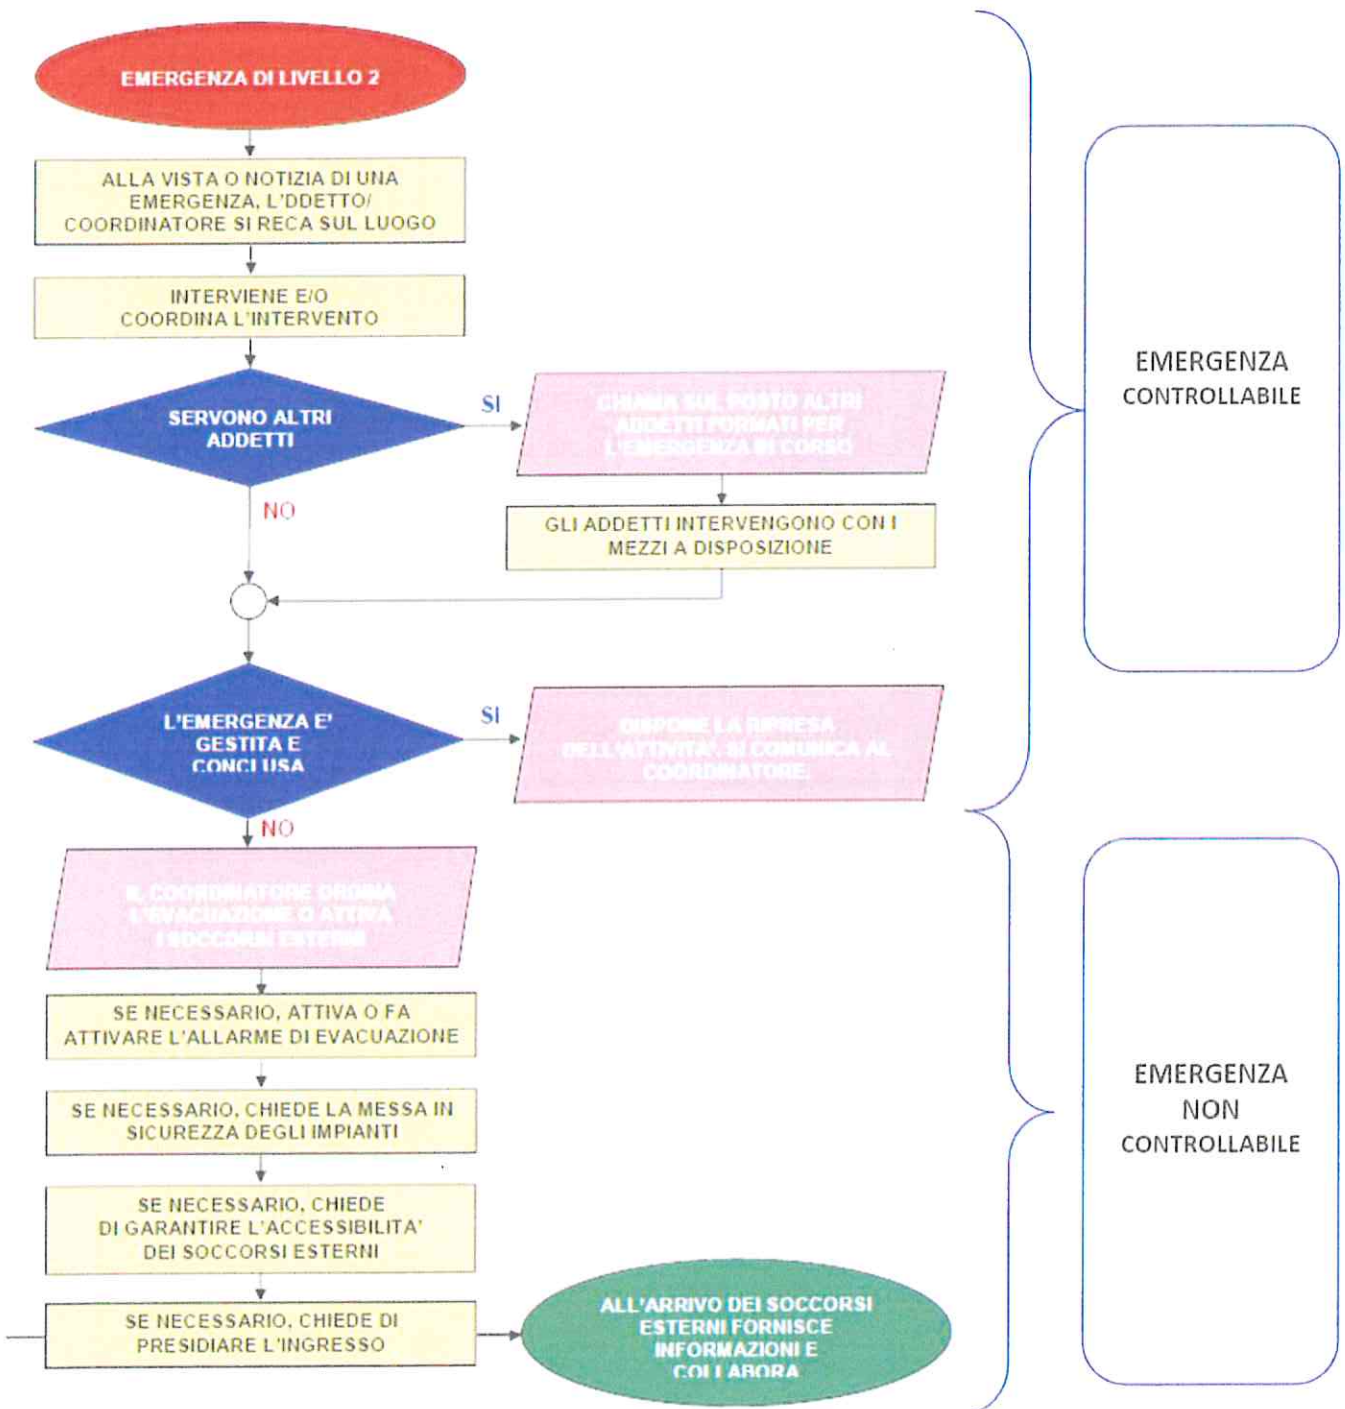 EMERGENZA DI LIVELLO 2
ALLA VISTA O NOTIZIA DI UNA
EMERGENZA, L'DDETTO/
COORDINATORE SI RECA SUL LUOGO
INTERVIENE E/O
COORDINA L'INTERVENTO
SERVONO ALTRI
ADDETTI
SI
CHIAMA SUL POSTO ALTRI
ADDETTI FORMATI PER
L'EMERGENZA IN CORSO
NO
GLI ADDETTI INTERVENGONO CON I
MEZZI A DISPOSIZIONE
EMERGENZA
CONTROLLABILE
L'EMERGENZA E'
GESTITA E
CONCLUSA
SI
DISPONE LA RIPRESA
DELL'ATTIVITA'. SI COMUNICA AL
COORDINATORE.
NO
IL COORDINATORE ORDINA
L'EVACUAZIONE O ATTIVA
I SOCCORSI ESTERNI
SE NECESSARIO, ATTIVA O FA
ATTIVARE L'ALLARME DI EVACUAZIONE
SE NECESSARIO, CHIEDE LA MESSA IN
SICUREZZA DEGLI IMPIANTI
SE NECESSARIO, CHIEDE
DI GARANTIRE L'ACCESSIBILITA'
DEI SOCCORSI ESTERNI
SE NECESSARIO, CHIEDE DI
PRESIDIARE L'INGRESSO
ALL'ARRIVO DEI SOCCORSI
ESTERNI FORNISCE
INFORMAZIONI E
COLLABORA
EMERGENZA
NON
CONTROLLABILE